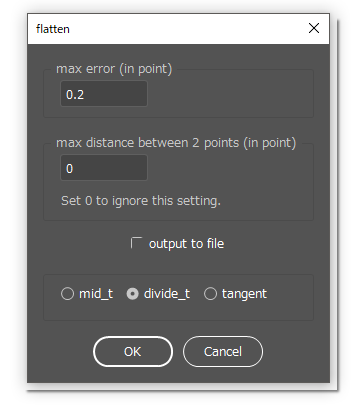 flatten
max error (in point)
0.2
max distance between 2 points (in point)
0
Set 0 to ignore this setting.
output to file
mid_t divide_t tangent
OK Cancel